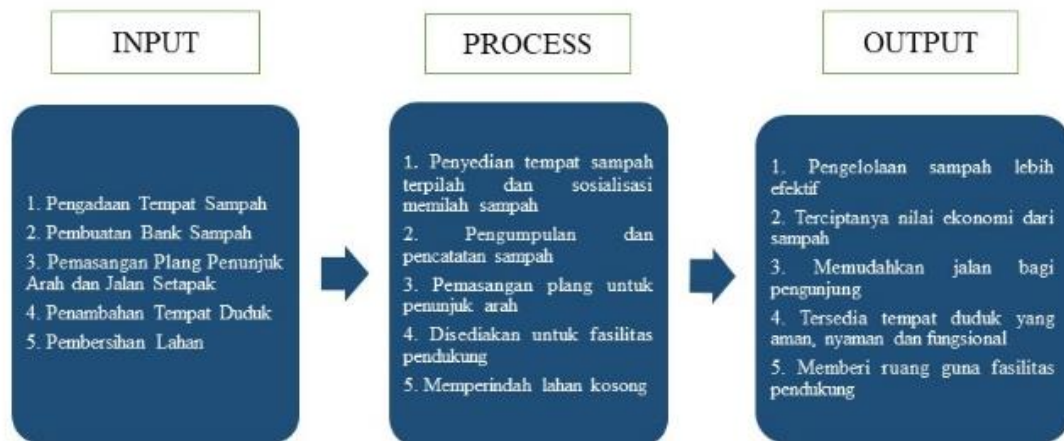 INPUT
1. Pengadaan Tempat Sampah
2. Pembuatan Bank Sampah
3. Pemasangan Plang Penunjuk
Arah dan Jalan Setapak
4. Penambahan Tempat Duduk
5. Pembersihan Lahan
PROCESS
1. Penyedian tempat sampah
terpilah dan sosialisasi
memilah sampah
2. Pengumpulan dan
pencatatan sampah
3. Pemasangan plang untuk
penunjuk arah
4. Disediakan untuk fasilitas
pendukung
5. Memperindah lahan kosong
OUTPUT
1. Pengelolaan sampah lebih
efektif
2. Terciptanya nilai ekonomi dari
sampah
3. Memudahkan jalan bagi
pengunjung
4. Tersedia tempat duduk yang
aman, nyaman dan fungsional
5. Memberi ruang guna fasilitas
pendukung